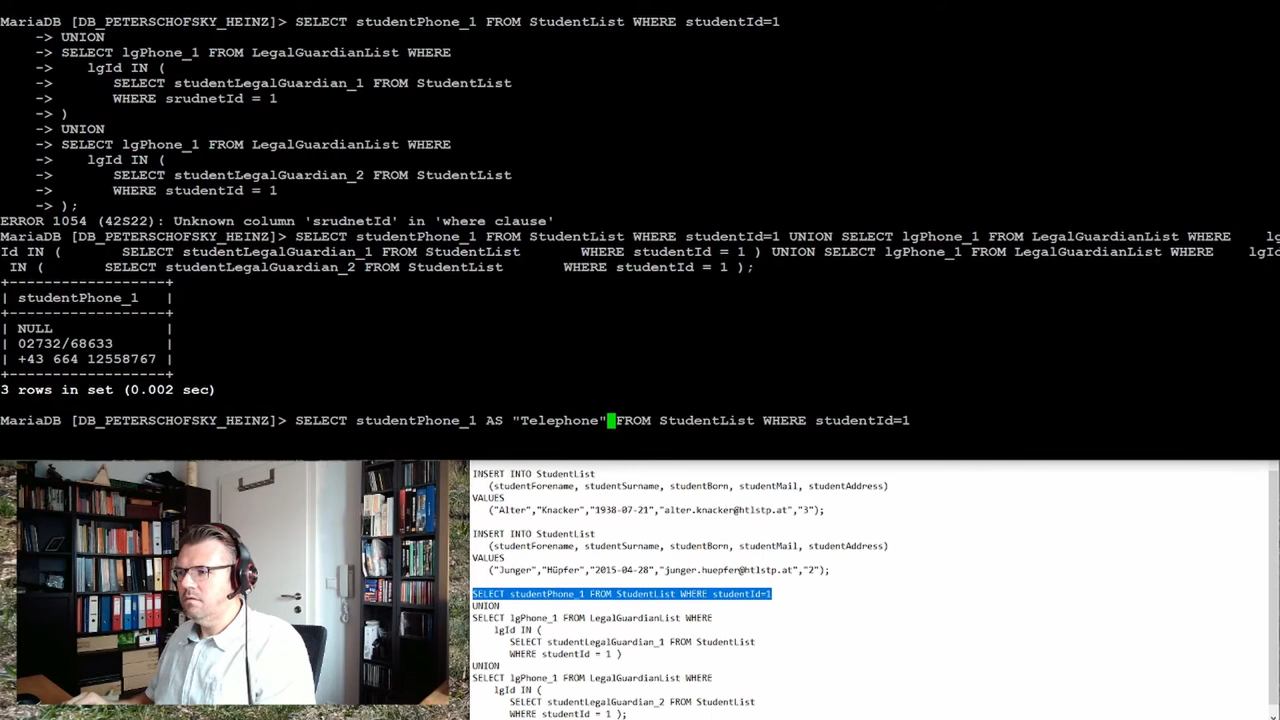 MariaDB [DB_PETERSCHOFSKY_HEINZ]> SELECT studentPhone_1 FROM StudentList WHERE studentId=1
-> UNION
-> SELECT lgPhone_1 FROM LegalGuardianList WHERE
-> lgId IN (
-> SELECT studentLegalGuardian_1 FROM StudentList
-> WHERE srudnetId = 1
-> )
-> UNION
-> SELECT lgPhone_1 FROM LegalGuardianList WHERE
-> lgId IN (
-> SELECT studentLegalGuardian_2 FROM StudentList
-> WHERE studentId = 1
-> );
ERROR 1054 (42S22): Unknown column 'srudnetId' in 'where clause'
MariaDB [DB_PETERSCHOFSKY_HEINZ]> SELECT studentPhone_1 FROM StudentList WHERE studentId=1 UNION SELECT lgPhone_1 FROM LegalGuardianList WHERE lg
Id IN ( SELECT studentLegalGuardian_1 FROM StudentList WHERE studentId = 1 ) UNION SELECT lgPhone_1 FROM LegalGuardianList WHERE lgId
IN ( SELECT studentLegalGuardian_2 FROM StudentList WHERE studentId = 1 );
+-----------------+
| studentPhone_1 |
+-----------------+
| NULL |
| 02732/68633 |
| +43 664 12558767 |
+-----------------+
3 rows in set (0.002 sec)
MariaDB [DB_PETERSCHOFSKY_HEINZ]> SELECT studentPhone_1 AS "Telephone" FROM StudentList WHERE studentId=1
INSERT INTO StudentList
(studentForename, studentSurname, studentBorn, studentMail, studentAddress)
VALUES
("Alter","Knacker","1938-07-21","alter.knacker@htlstp.at","3");
INSERT INTO StudentList
(studentForename, studentSurname, studentBorn, studentMail, studentAddress)
VALUES
("Junger","Hüpfer","2015-04-28","junger.huepfer@htlstp.at","2");
SELECT studentPhone_1 FROM StudentList WHERE studentId=1
UNION
SELECT lgPhone_1 FROM LegalGuardianList WHERE
lgId IN (
SELECT studentLegalGuardian_1 FROM StudentList
WHERE studentId = 1 )
UNION
SELECT lgPhone_1 FROM LegalGuardianList WHERE
lgId IN (
SELECT studentLegalGuardian_2 FROM StudentList
WHERE studentId = 1 );